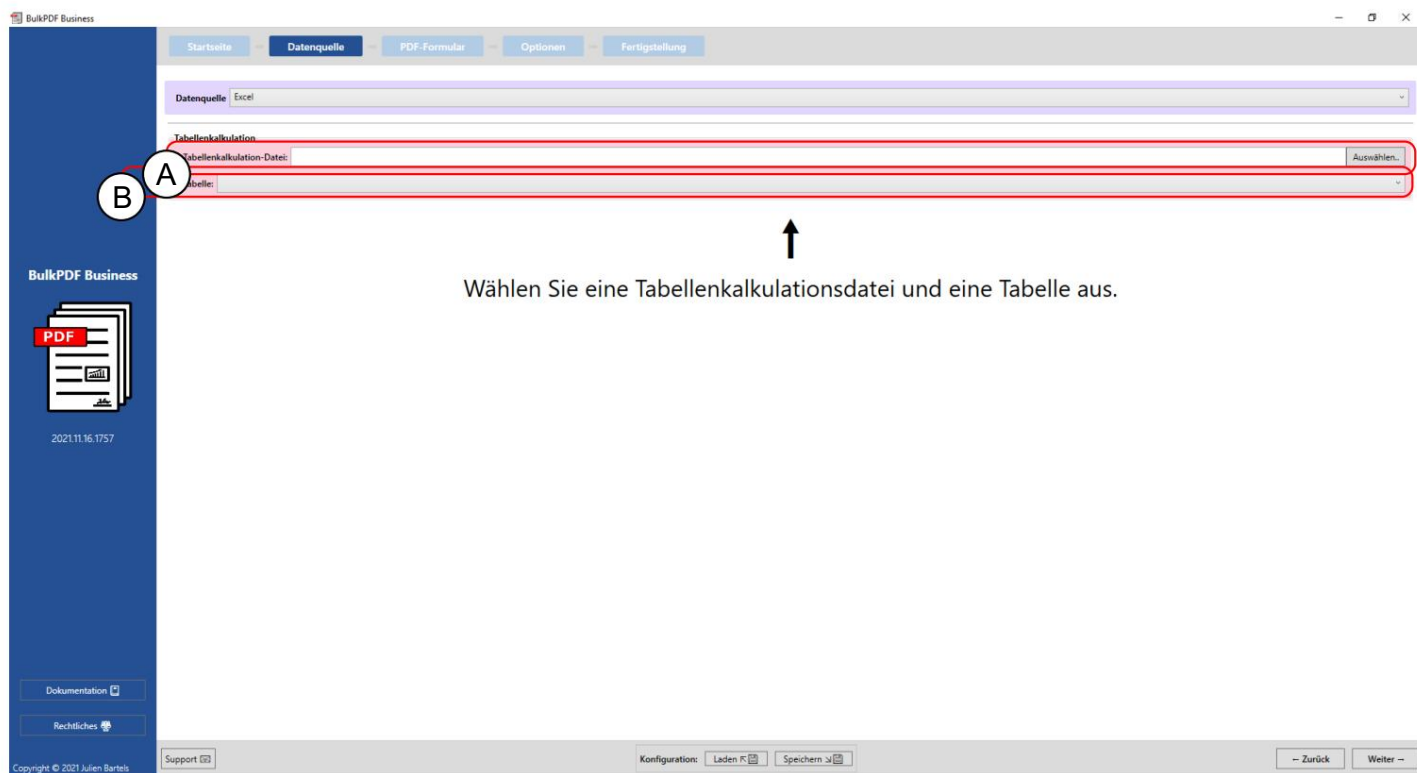 BulkPDF Business
Startseite Datenquelle PDF-Formular Optionen Fertigstellung
Datenquelle Excel
Tabellenkalkulation
Tabellenkalkulation-Datei: Auswählen..
A
B
abelle:
Wählen Sie eine Tabellenkalkulationsdatei und eine Tabelle aus.
BulkPDF Business
PDF
2021.11.16.1757
Dokumentation
Rechtliches
Copyright © 2021 Julien Bartels
Support
Konfiguration: Laden Speichern
← Zurück Weiter →